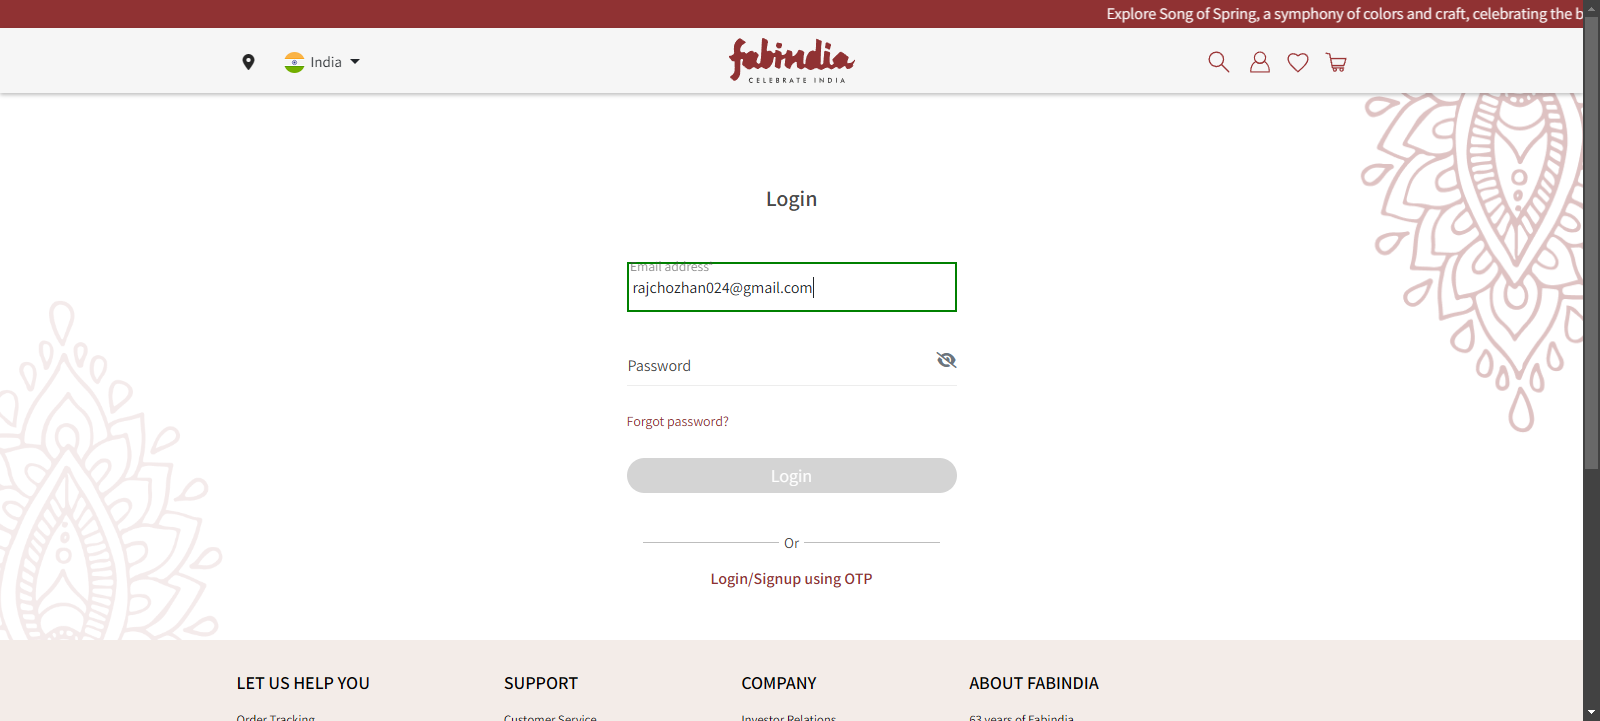 Explore Song of Spring, a symphony of colors and craft, celebrating the b
India
fabindia
CELEBRATE INDIA
Login
Email address*
rajchozhan024@gmail.com
Password
Forgot password?
Login
Or
Login/Signup using OTP
LET US HELP YOU
SUPPORT
COMPANY
ABOUT FABINDIA
Order Tracking
Customer Service
Investor Relations
63 years of Fabindia